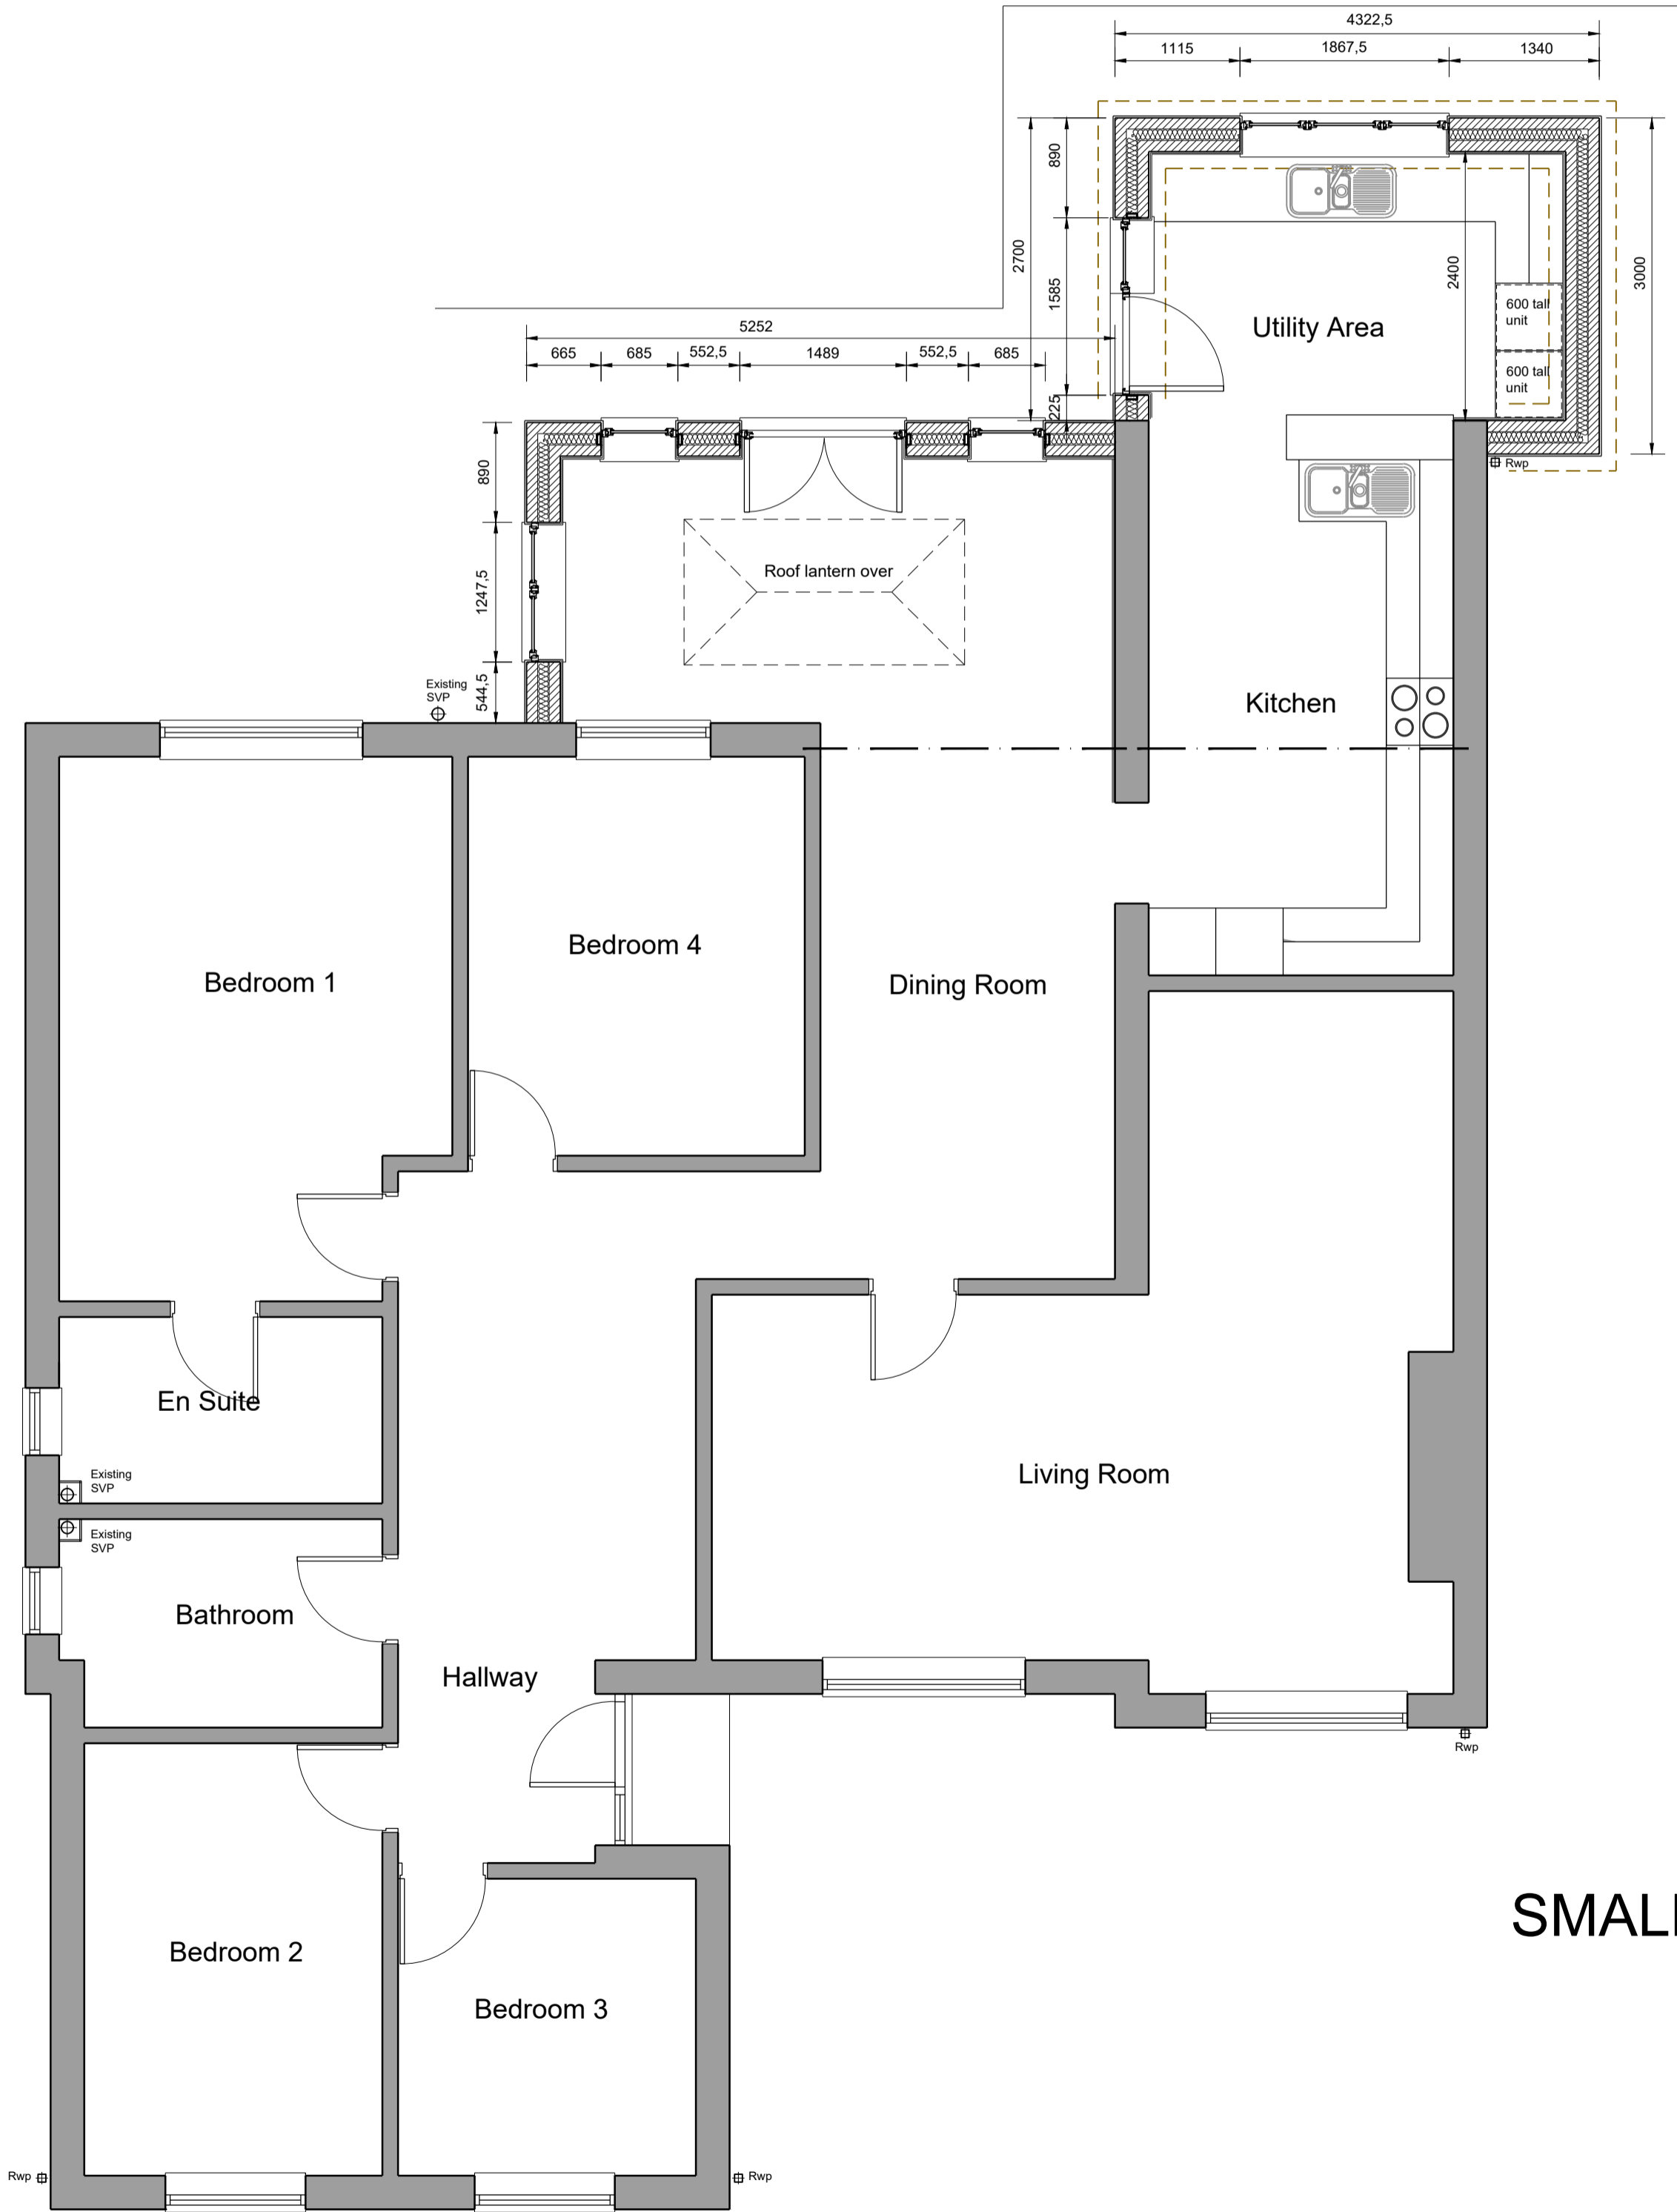 4322,5
1115
1867,5
1340
890
2700
1585
2400
3000
600 tall
unit
Utility Area
5252
665
685
552,5
1489
552,5
685
600 tall
unit
225
890
Rwp
Roof lantern over
1247,5
Existing
SVP
544,5
Kitchen
Bedroom 4
Bedroom 1
Dining Room
En Suite
Existing
SVP
Living Room
Existing
SVP
Bathroom
Hallway
Rwp
SMALL
Bedroom 2
Bedroom 3
Rwp
Rwp